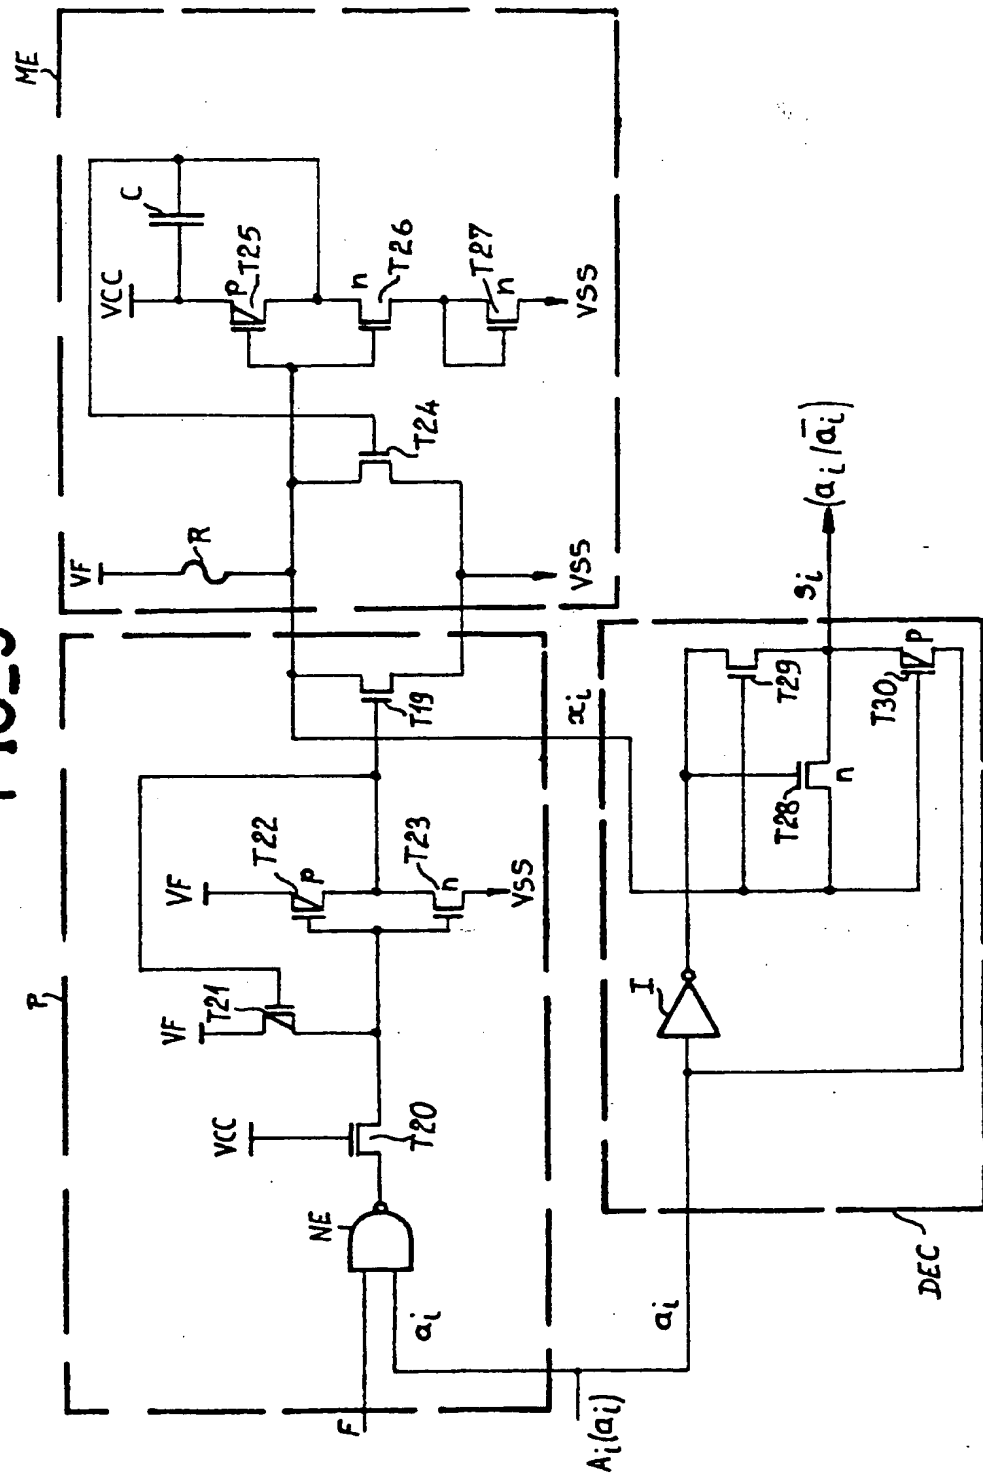 ME
VCC
C
P
T25
n
T26
T27
n
VSS
T24
VF
R
VSS
P
VF
T22
P
T21
VF
T23
n
VSS
T19
VCC
T20
NE
F
ai
Ai(ai)
xi
I
T28
n
T29
T30
P
Si
(ai/a̅i)
ai
DEC